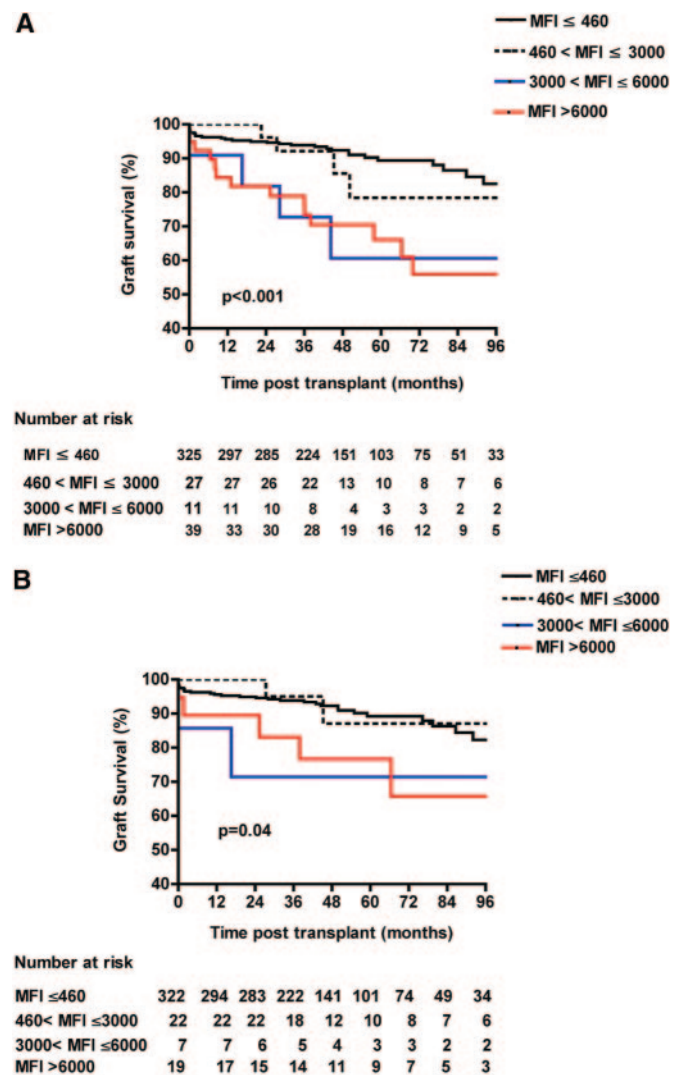 A
MFI ≤ 460
460 < MFI ≤ 3000
3000 < MFI ≤ 6000
MFI >6000
Graft survival (%)
100
90
80
70
60
50
40
p<0.001
0 12 24 36 48 60 72 84 96
Time post transplant (months)
Number at risk
MFI ≤ 460 325 297 285 224 151 103 75 51 33
460 < MFI ≤ 3000 27 27 26 22 13 10 8 7 6
3000 < MFI ≤ 6000 11 11 10 8 4 3 3 2 2
MFI >6000 39 33 30 28 19 16 12 9 5
B
MFI ≤460
460< MFI ≤3000
3000< MFI ≤6000
MFI >6000
Graft Survival (%)
100
90
80
70
60
50
40
p=0.04
0 12 24 36 48 60 72 84 96
Time post transplant (months)
Number at risk
MFI ≤460 322 294 283 222 141 101 74 49 34
460< MFI ≤3000 22 22 22 18 12 10 8 7 6
3000< MFI ≤6000 7 7 6 5 4 3 3 2 2
MFI >6000 19 17 15 14 11 9 7 5 3